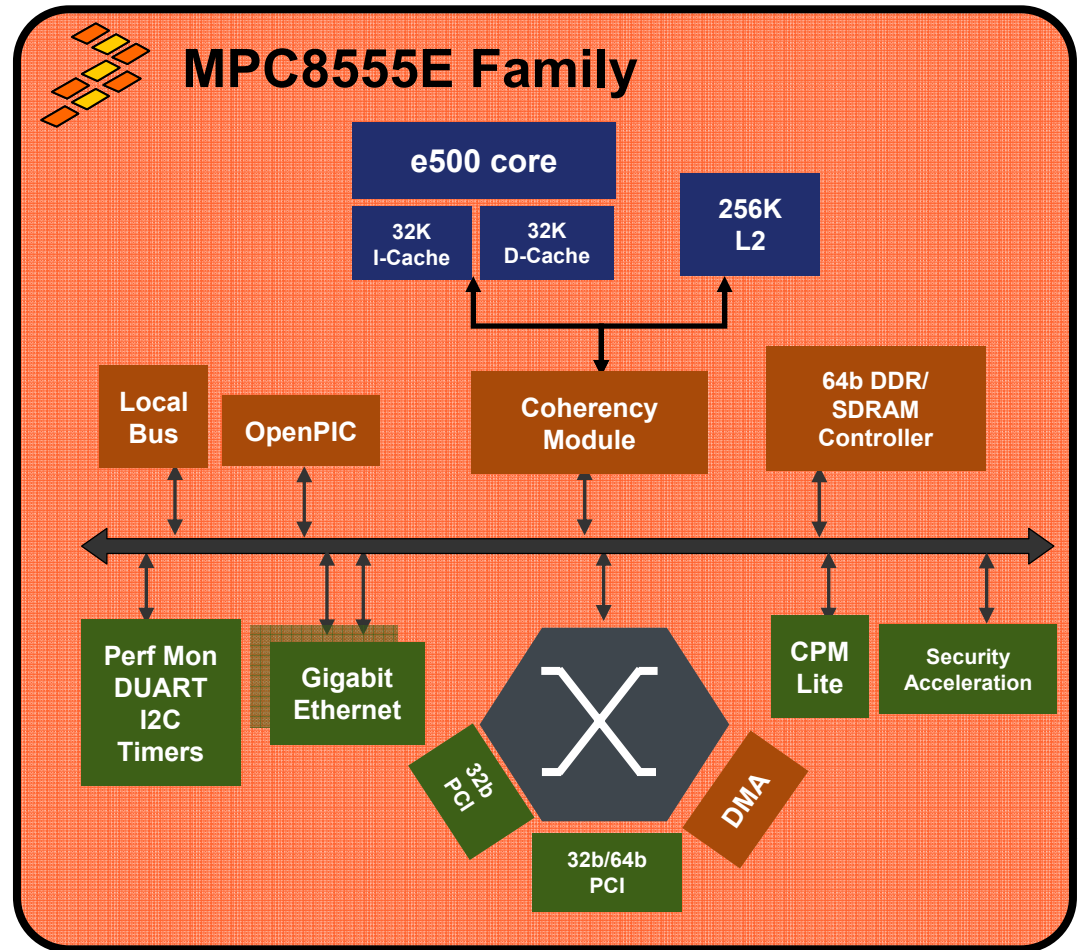 MPC8555E Family
e500 core
32K
I-Cache
32K
D-Cache
256K
L2
Local
Bus
OpenPIC
Coherency
Module
64b DDR/
SDRAM
Controller
Perf Mon
DUART
I2C
Timers
Gigabit
Ethernet
CPM
Lite
Security
Acceleration
32b
PCI
32b/64b
PCI
DMA